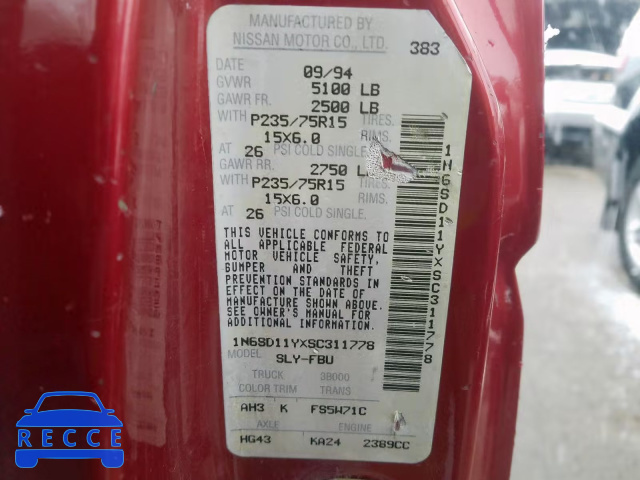 MANUFACTURED BY
NISSAN MOTOR CO., LTD. 383
DATE 09/94
GVWR 5100 LB
GAWR FR. 2500 LB
WITH P235/75R15 TIRES.
15X6.0 RIMS.
AT 26 PSI COLD SINGLE.
GAWR RR. 2750 L
WITH P235/75R15 TIRES.
15X6.0 RIMS.
AT 26 PSI COLD SINGLE.
THIS VEHICLE CONFORMS TO
ALL APPLICABLE FEDERAL
MOTOR VEHICLE SAFETY,
BUMPER AND THEFT
PREVENTION STANDARDS IN
EFFECT ON THE DATE OF
MANUFACTURE SHOWN ABOVE.
SEE OWNER'S MANUAL FOR
ADDITIONAL INFORMATION.
1N6SD11YXSC311778
MODEL SLY-FBU
TRUCK 3B000
COLOR TRIM TRANS
AH3 K FS5W71C
AXLE ENGINE
HG43 KA24 2389CC
1N6SD11YXSC311778
RECCE